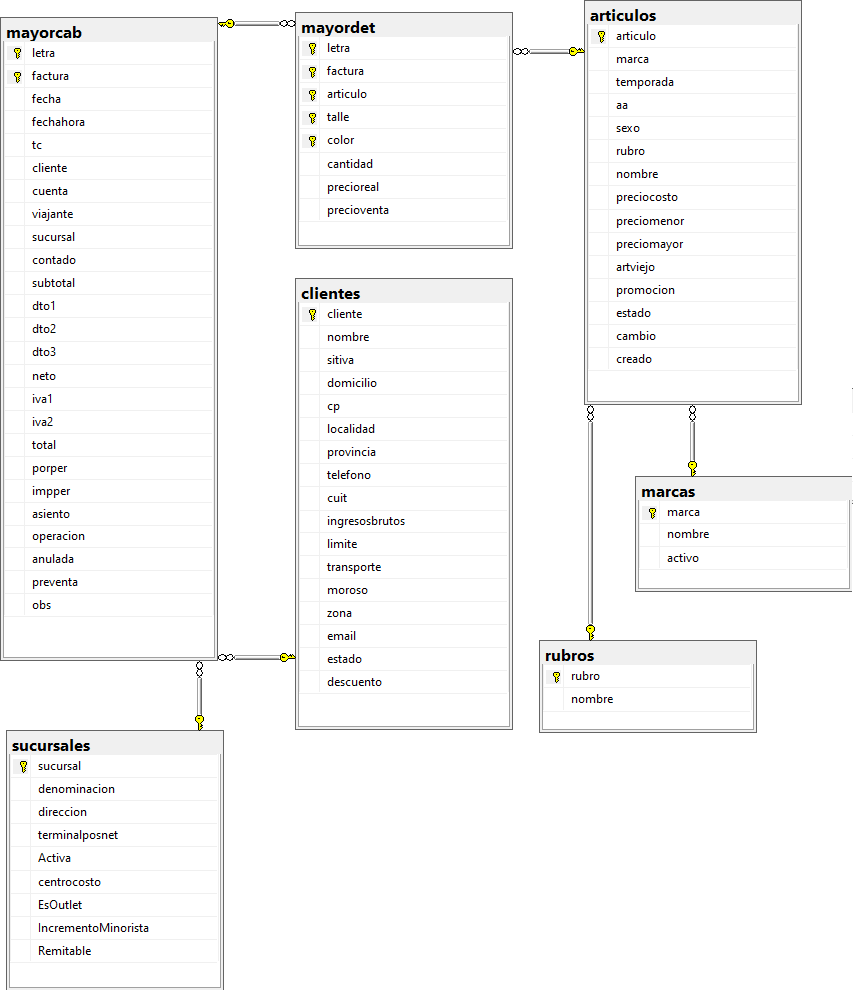 mayorcab
letra
factura
fecha
fechahora
tc
cliente
cuenta
viajante
sucursal
contado
subtotal
dto1
dto2
dto3
neto
iva1
iva2
total
porper
impper
asiento
operacion
anulada
preventa
obs
mayordet
letra
factura
articulo
talle
color
cantidad
precioreal
precioventa
articulos
articulo
marca
temporada
aa
sexo
rubro
nombre
preciocosto
preciomenor
preciomayor
artviejo
promocion
estado
cambio
creado
clientes
cliente
nombre
sitiva
domicilio
cp
localidad
provincia
telefono
cuit
ingresosbrutos
limite
transporte
moroso
zona
email
estado
descuento
marcas
marca
nombre
activo
rubros
rubro
nombre
sucursales
sucursal
denominacion
direccion
terminalposnet
Activa
centrocosto
EsOutlet
IncrementoMinorista
Remitable